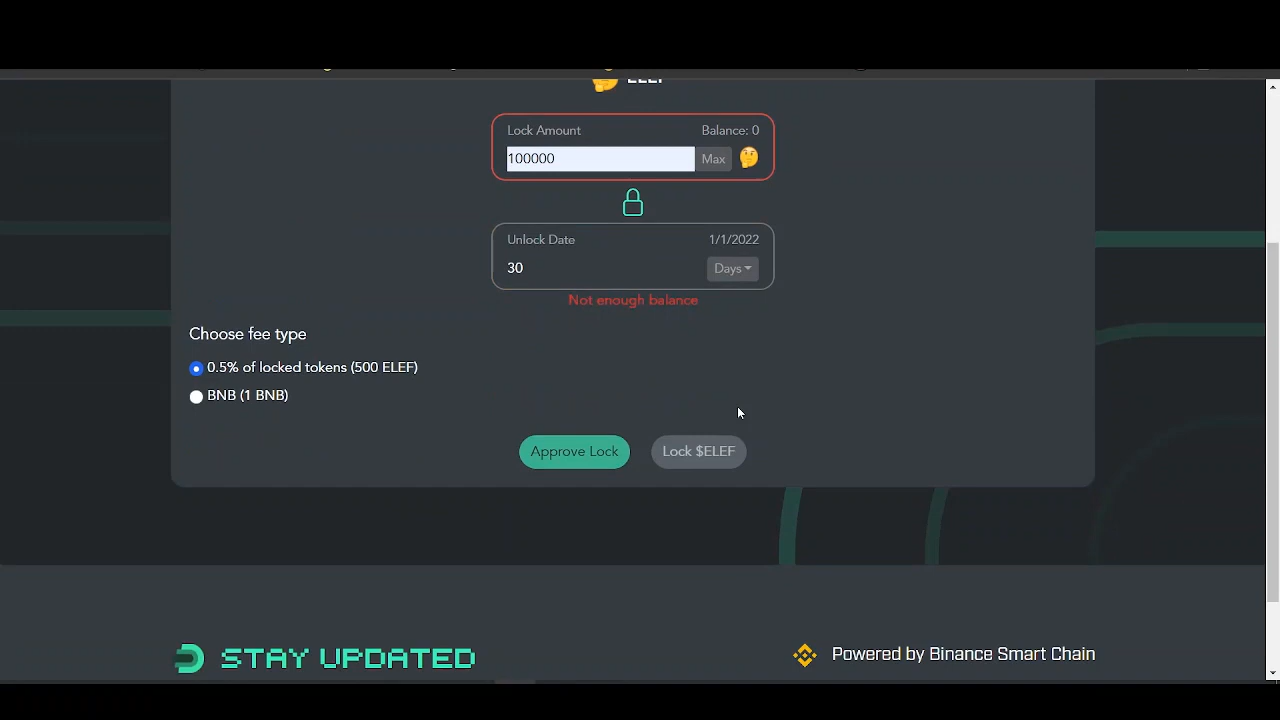 ELEF
Lock Amount Balance: 0
100000 Max
Unlock Date 1/1/2022
30 Days
Not enough balance
Choose fee type
0.5% of locked tokens (500 ELEF)
BNB (1 BNB)
Approve Lock Lock $ELEF
STAY UPDATED Powered by Binance Smart Chain